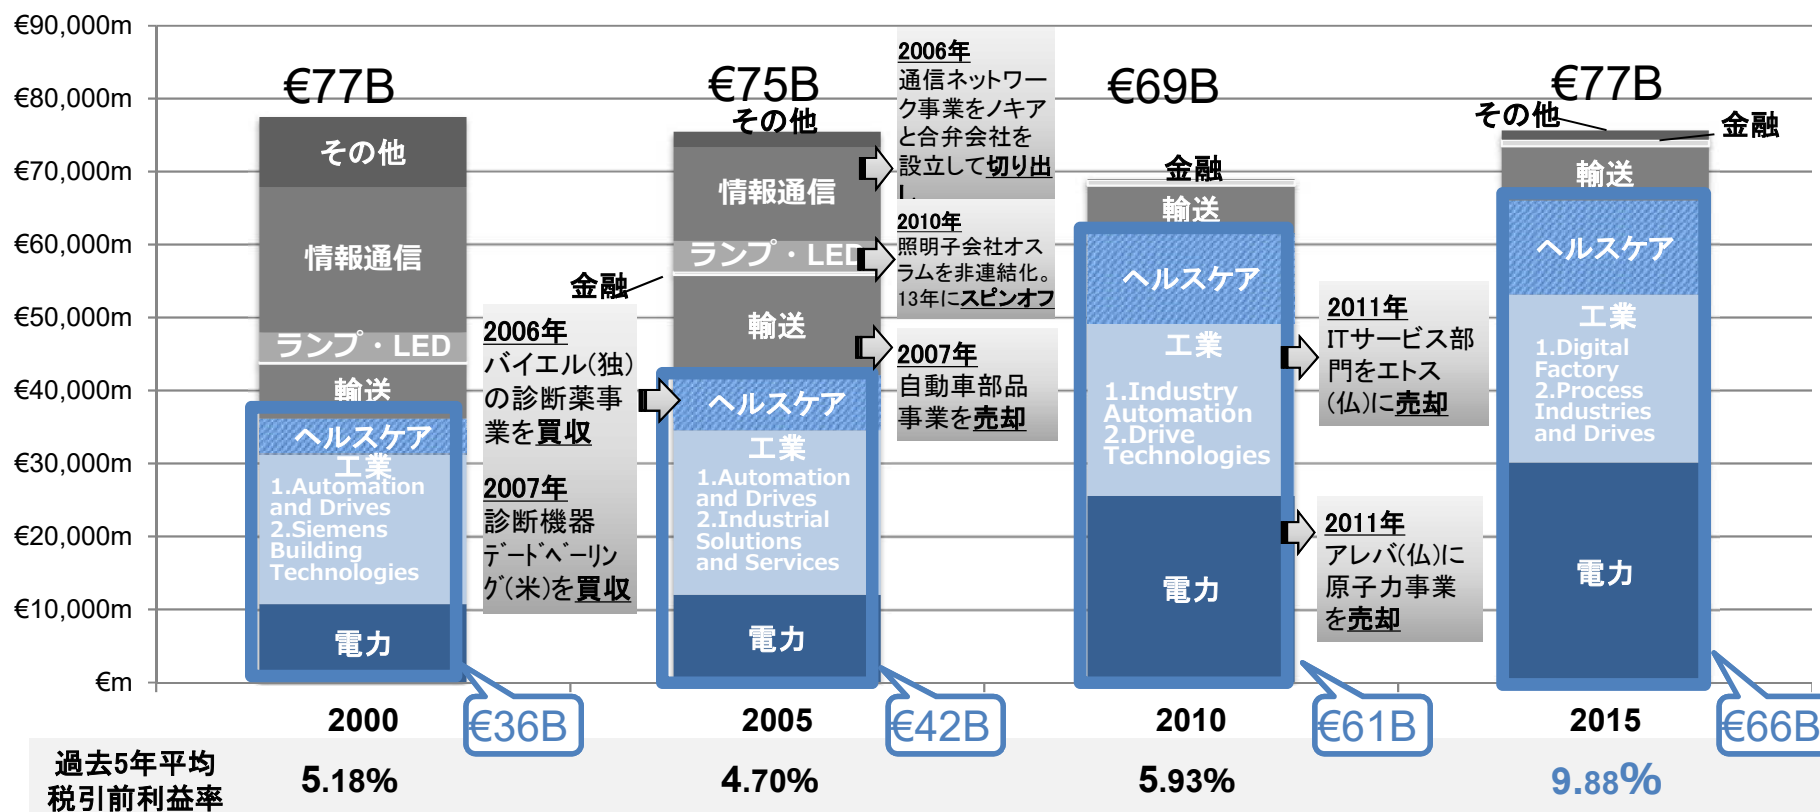 €90,000m
€80,000m
€70,000m
€60,000m
€50,000m
€40,000m
€30,000m
€20,000m
€10,000m
€m
€77B
その他
情報通信
ランプ・LED
輸送
ヘルスケア
工業
1.Automation
and Drives
2.Siemens
Building
Technologies
電力
€36B
2000
2006年
バイエル(独)
の診断薬事
業を買収
2007年
診断機器
デードベーリン
グ(米)を買収
€75B
その他
情報通信
ランプ・LED
金融
輸送
ヘルスケア
工業
1.Automation
and Drives
2.Industrial
Solutions
and Services
電力
€42B
2005
2006年
通信ネットワー
ク事業をノキア
と合弁会社を
設立して切り出
2010年
照明子会社オス
ラムを非連結化。
13年にスピンオフ
2007年
自動車部品
事業を売却
€69B
金融
輸送
ヘルスケア
工業
1.Industry
Automation
2.Drive
Technologies
電力
€61B
2010
2011年
ITサービス部
門をエトス
(仏)に売却
2011年
アレバ(仏)に
原子力事業
を売却
€77B
その他
金融
輸送
ヘルスケア
工業
1.Digital
Factory
2.Process
Industries
and Drives
電力
€66B
2015
過去5年平均
税引前利益率
5.18%
4.70%
5.93%
9.88%